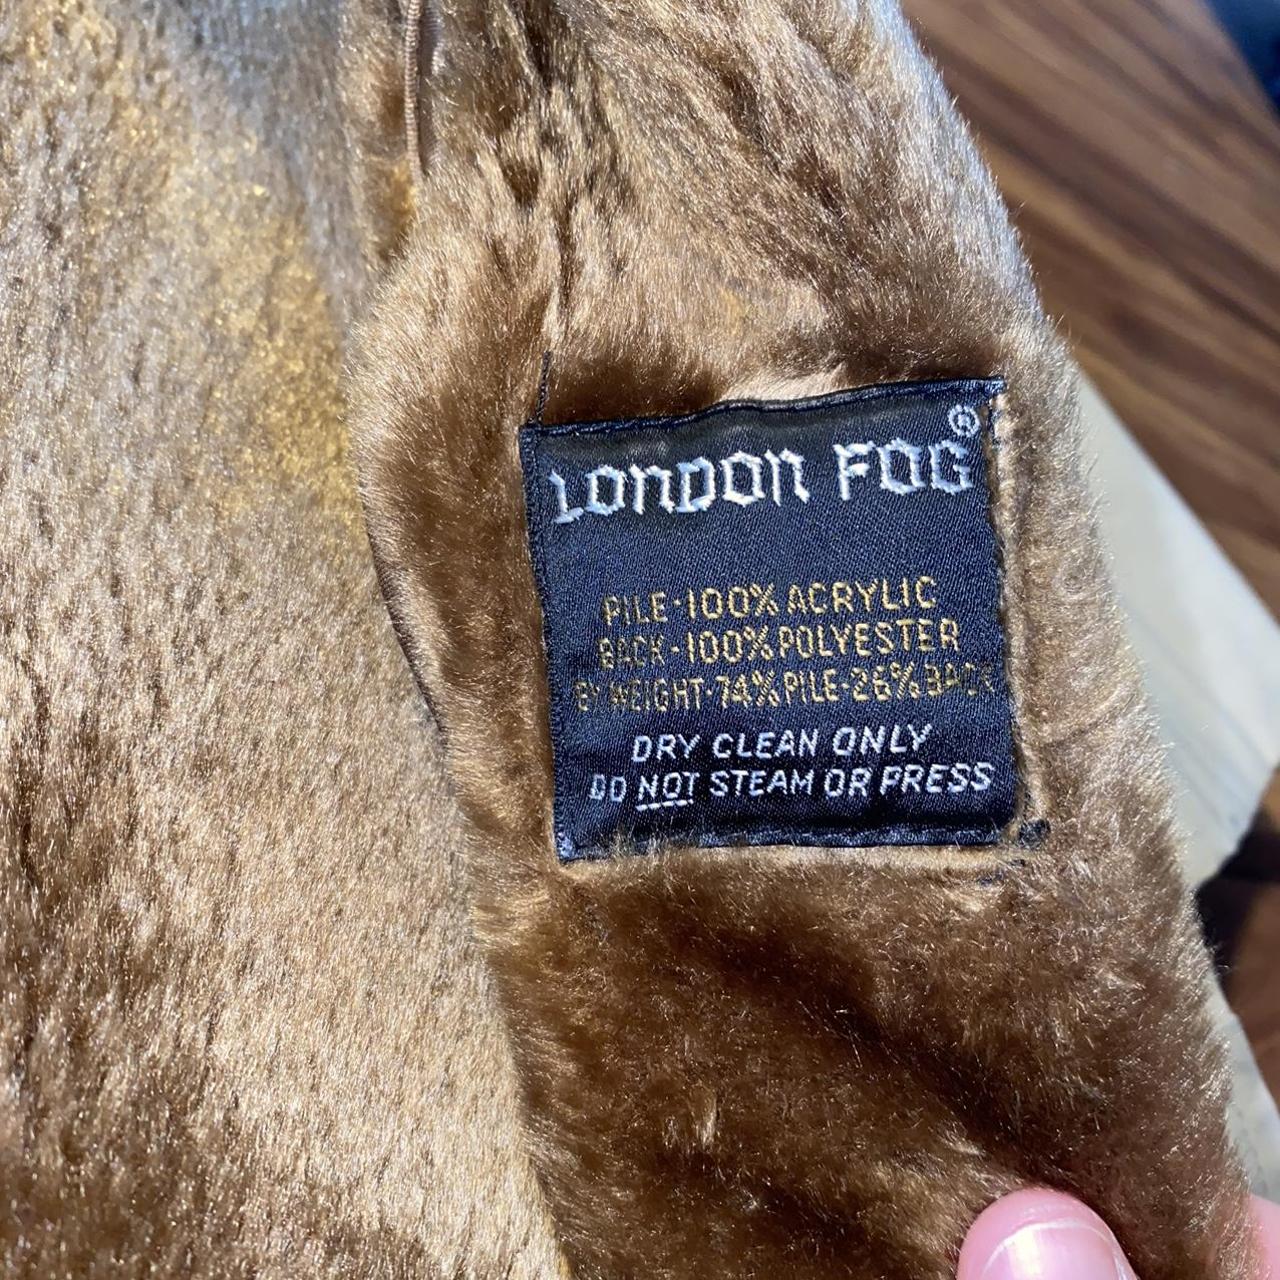 LONDON FOG®
PILE-100% ACRYLIC
BACK-100% POLYESTER
BY WEIGHT-74% PILE-26% BACK
DRY CLEAN ONLY
DO NOT STEAM OR PRESS